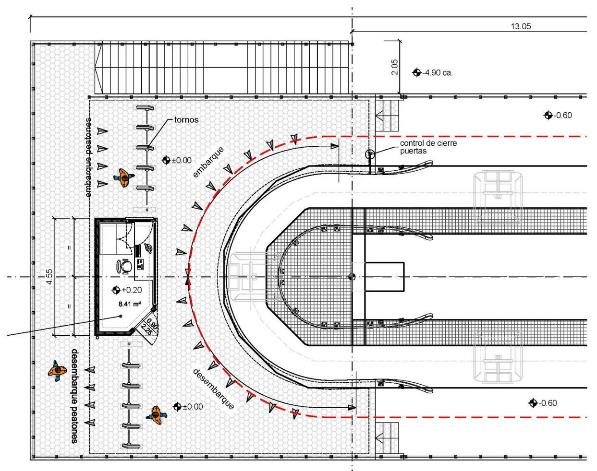 13.05
2.05
-4.90 ca.
-0.60
tornos
embarque peatones
±0.00
embarque
control de cierre
puertas
4.55
=
+0.20
8.41 m²
=
desembarque peatones
desembarque
±0.00
-0.60